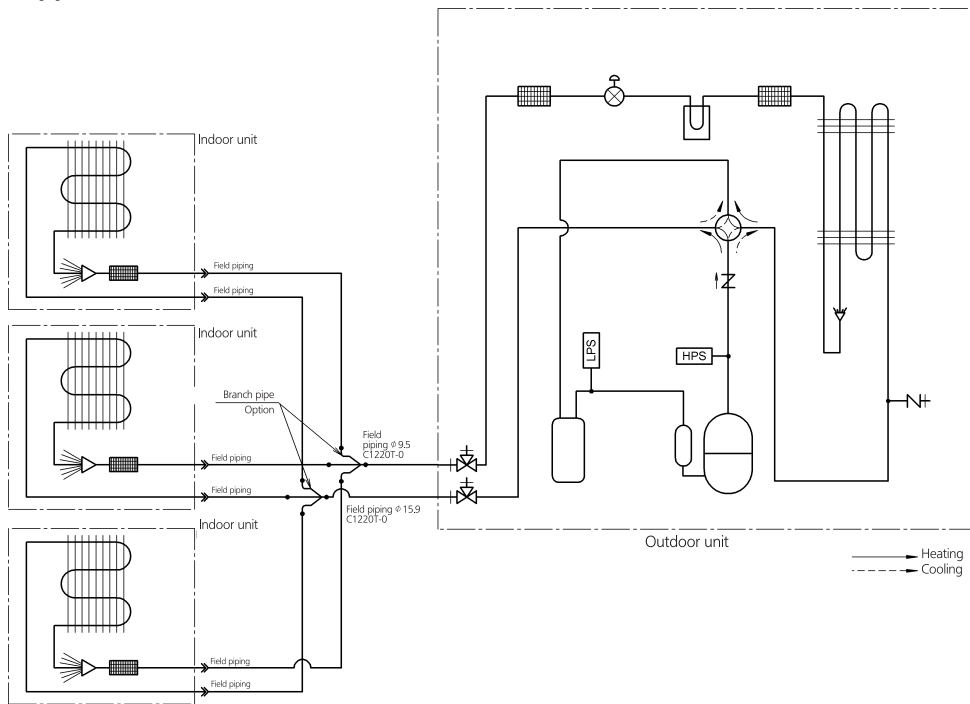 Indoor unit
Field piping
Field piping
Indoor unit
Branch pipe
Option
Field piping
Field piping
Field
piping ϕ 9.5
C1220T-0
Field piping ϕ 15.9
C1220T-0
Indoor unit
Field piping
Field piping
LPS
HPS
Outdoor unit
Heating
Cooling